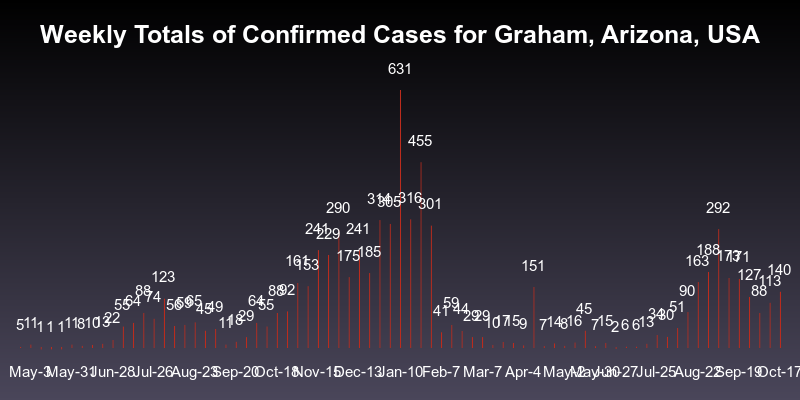 Weekly Totals of Confirmed Cases for Graham, Arizona, USA
631
455
314 305 316 301
290 292
241 229 241
161 153 175 185 151 163 188 173 171
123 127 140
88 74 88 92 90 88 113
55 64 56 59 65 45 49 64 55 41 59 44 45 51
5 11 1 1 1 11 8 10 13 22 11 18 29 29 29 10 17 15 9 7 14 8 16 7 15 2 6 6 13 34 30
May-3 May-31 Jun-28 Jul-26 Aug-23 Sep-20 Oct-18 Nov-15 Dec-13 Jan-10 Feb-7 Mar-7 Apr-4 May-2 May-30 Jun-27 Jul-25 Aug-22 Sep-19 Oct-17